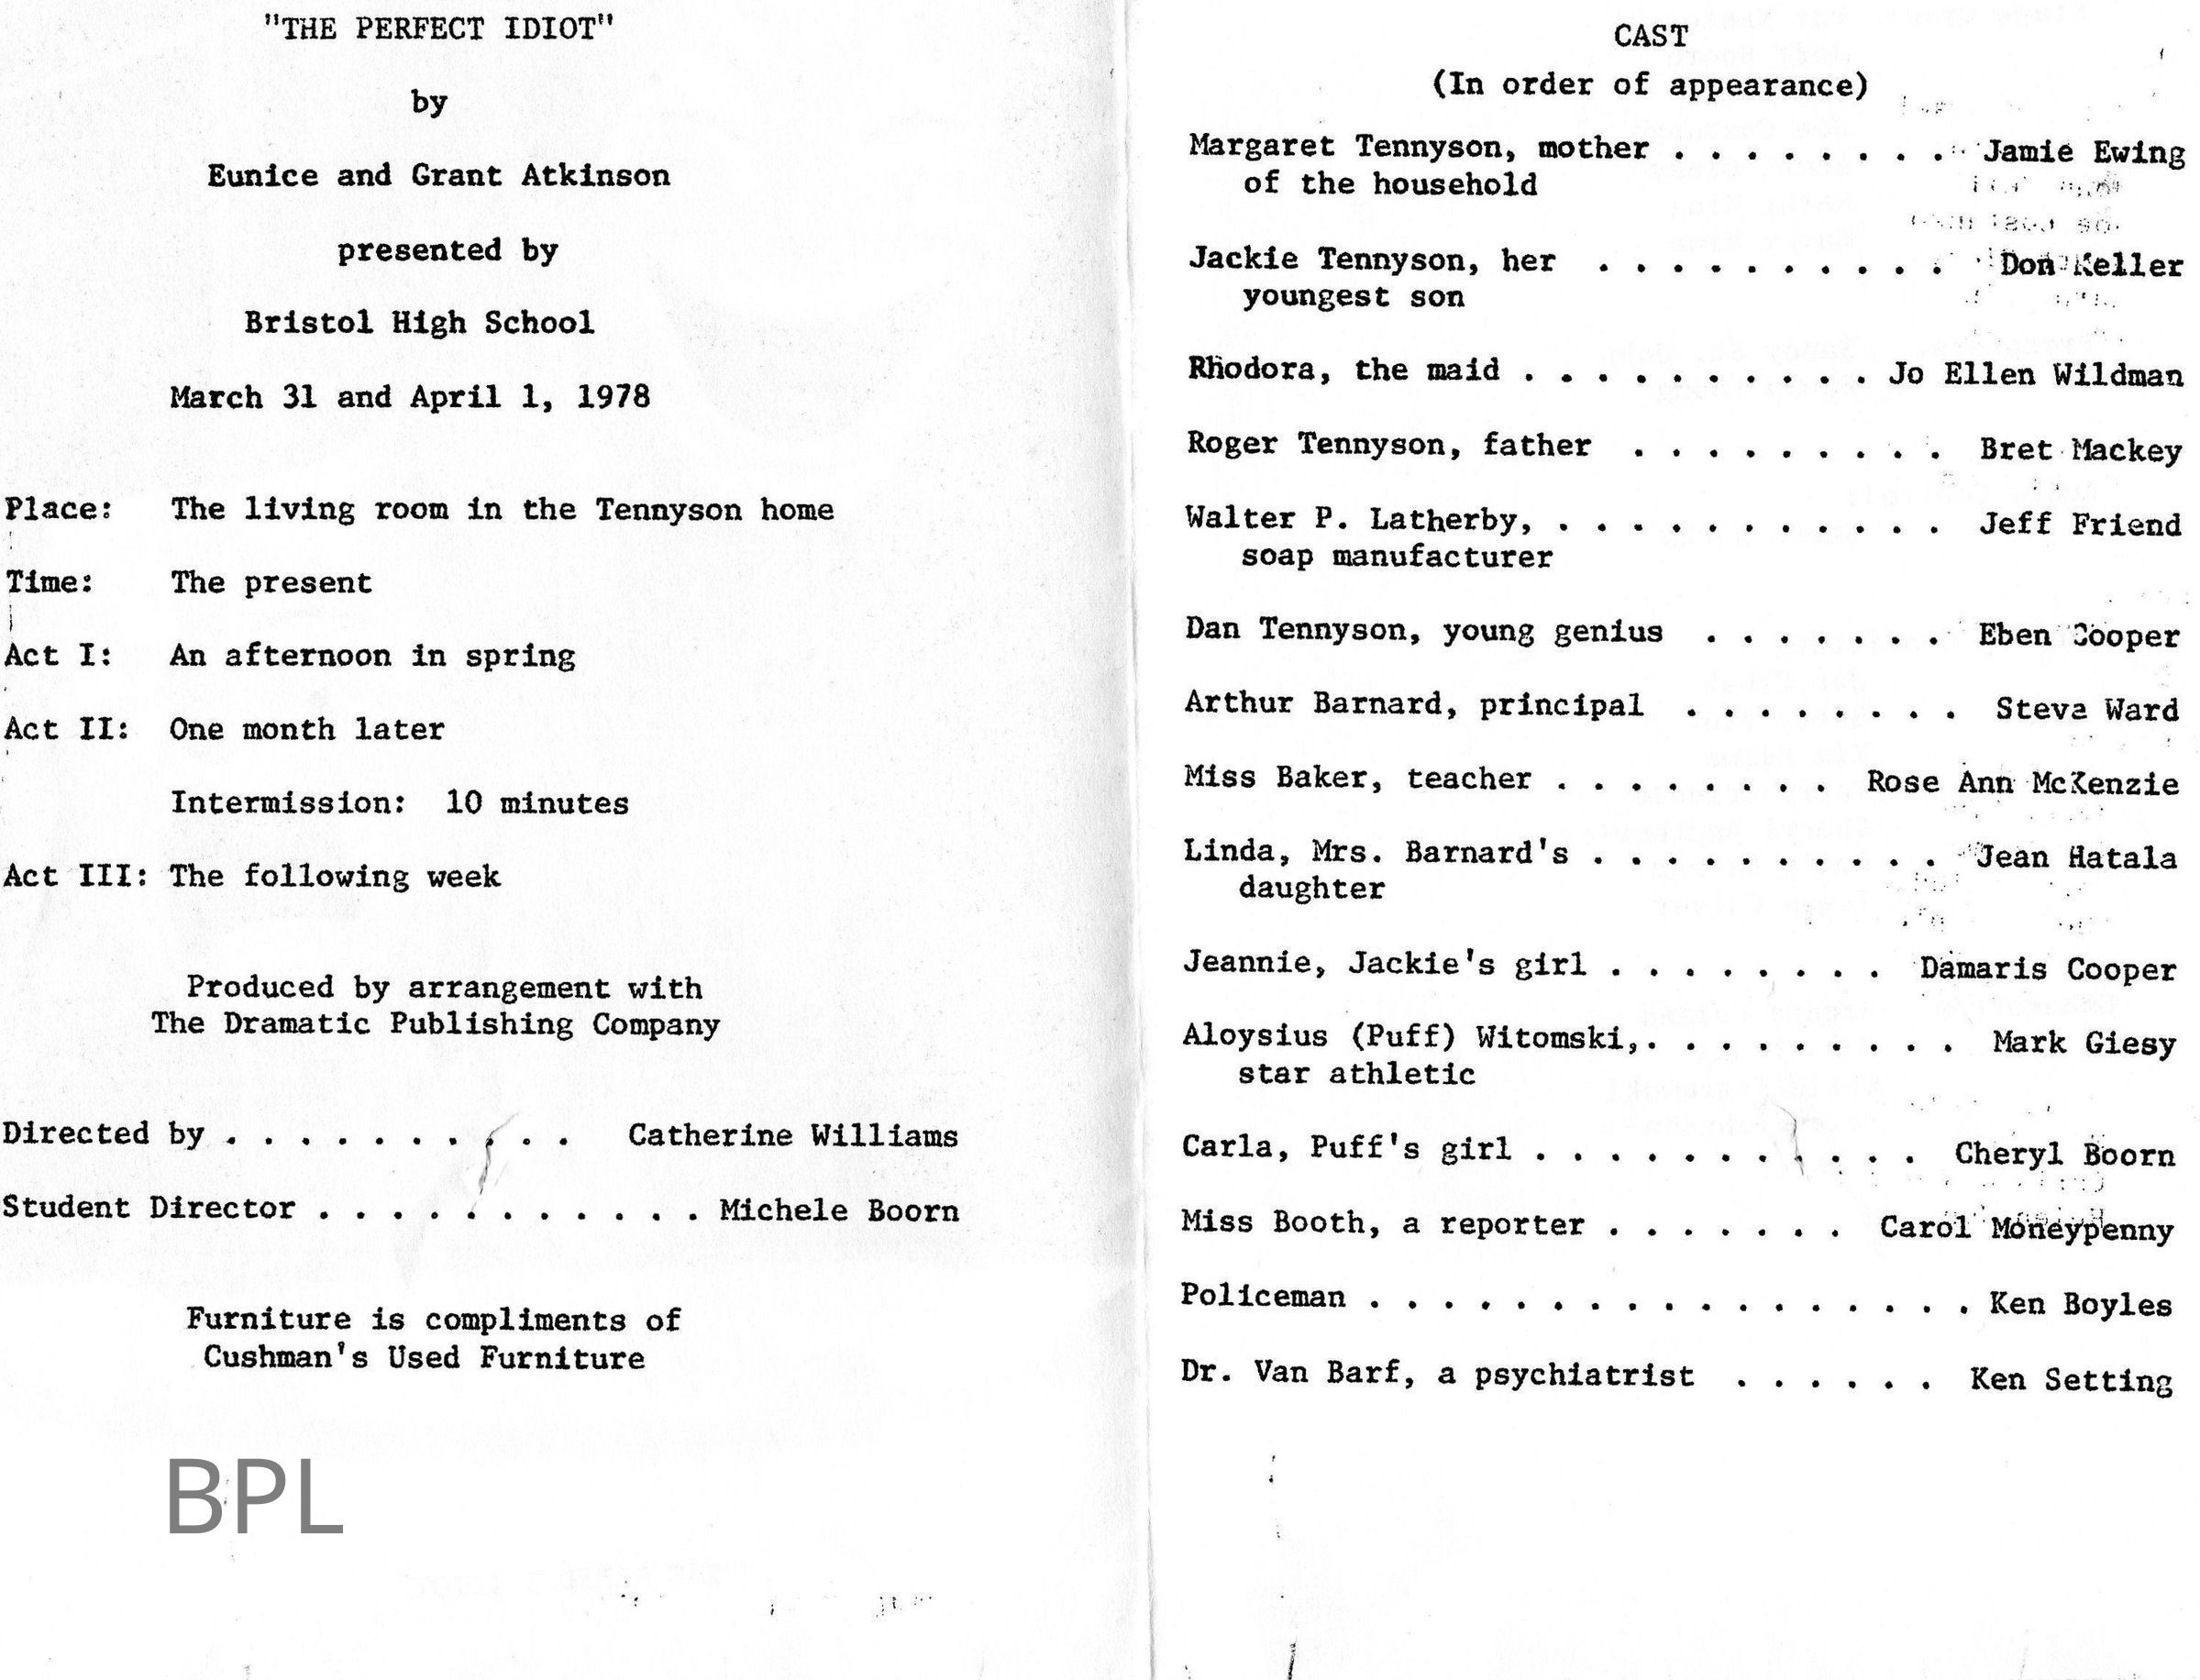 "THE PERFECT IDIOT"
by
Eunice and Grant Atkinson
presented by
Bristol High School
March 31 and April 1, 1978
Place: The living room in the Tennyson home
Time: The present
Act I: An afternoon in spring
Act II: One month later
Intermission: 10 minutes
Act III: The following week
Produced by arrangement with
The Dramatic Publishing Company
Directed by . . . . . . . . . . Catherine Williams
Student Director . . . . . . . . . . . Michele Boorn
Furniture is compliments of
Cushman's Used Furniture
BPL
CAST
(In order of appearance)
Margaret Tennyson, mother . . . . . . . . Jamie Ewing
of the household
Jackie Tennyson, her . . . . . . . . . . Don Keller
youngest son
Rhodora, the maid . . . . . . . . . . Jo Ellen Wildman
Roger Tennyson, father . . . . . . . . . Bret Mackey
Walter P. Latherby, . . . . . . . . . . . Jeff Friend
soap manufacturer
Dan Tennyson, young genius . . . . . . . Eben Cooper
Arthur Barnard, principal . . . . . . . . Steve Ward
Miss Baker, teacher . . . . . . . . Rose Ann McKenzie
Linda, Mrs. Barnard's . . . . . . . . . . Jean Hatala
daughter
Jeannie, Jackie's girl . . . . . . . . Damaris Cooper
Aloysius (Puff) Witomski,. . . . . . . . . Mark Giesy
star athletic
Carla, Puff's girl . . . . . . . . . . . Cheryl Boorn
Miss Booth, a reporter . . . . . . . Carol Moneypenny
Policeman . . . . . . . . . . . . . . . . . Ken Boyles
Dr. Van Barf, a psychiatrist . . . . . . Ken Setting